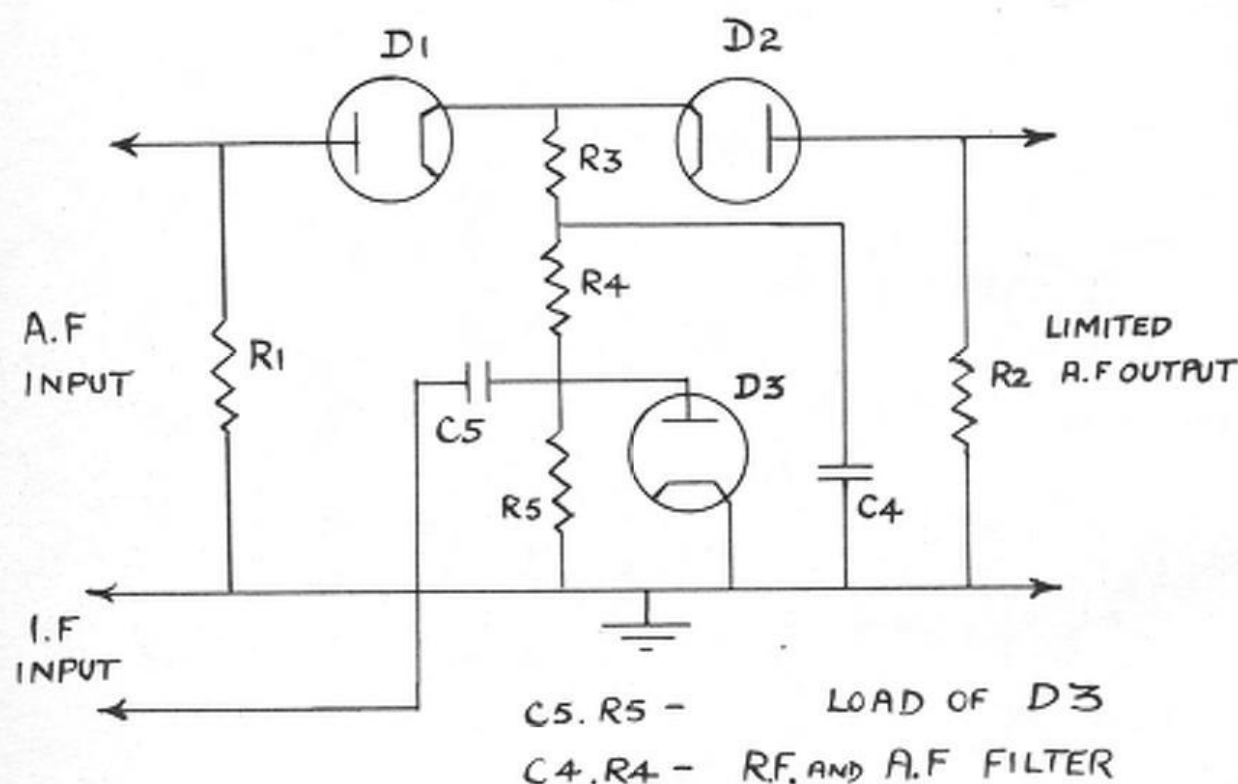 D1
D2
R3
R4
A.F
INPUT
R1
LIMITED
R2 A.F OUTPUT
D3
C5
R5
C4
I.F
INPUT
C5. R5 - LOAD OF D3
C4. R4 - R.F. AND A.F FILTER